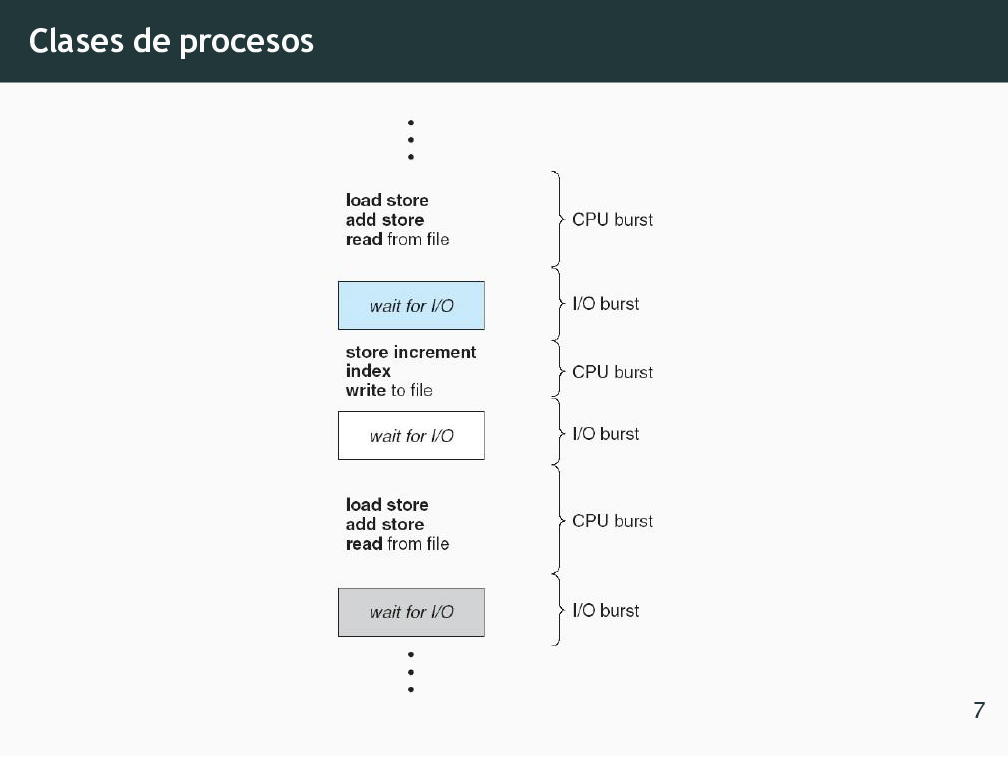 Clases de procesos
load store
add store
read from file
CPU burst
wait for I/O
I/O burst
store increment
index
write to file
CPU burst
wait for I/O
I/O burst
load store
add store
read from file
CPU burst
wait for I/O
I/O burst
7